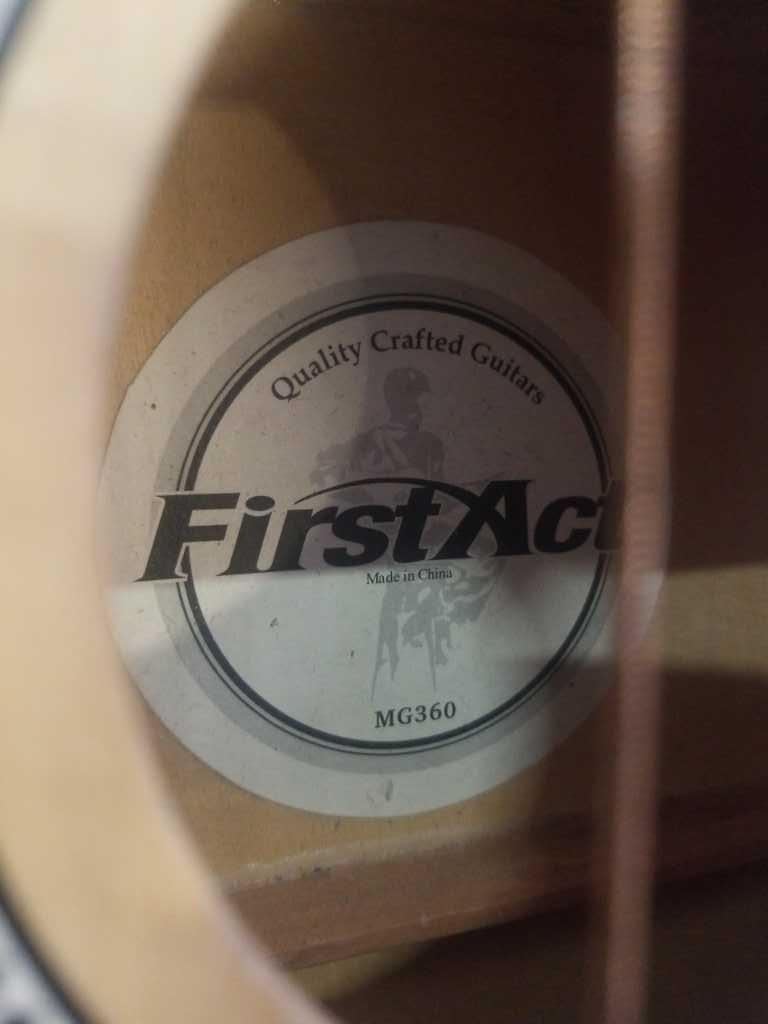 Quality Crafted Guitars
FirstAct
Made in China
MG360